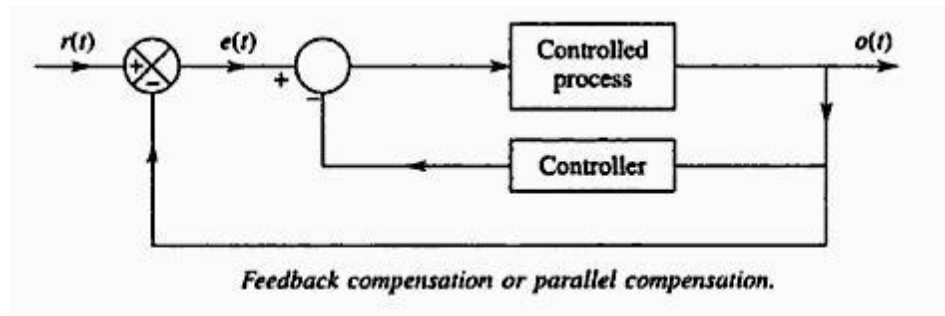 r(t)
e(t)
o(t)
+
−
+
−
Controlled
process
Controller
Feedback compensation or parallel compensation.